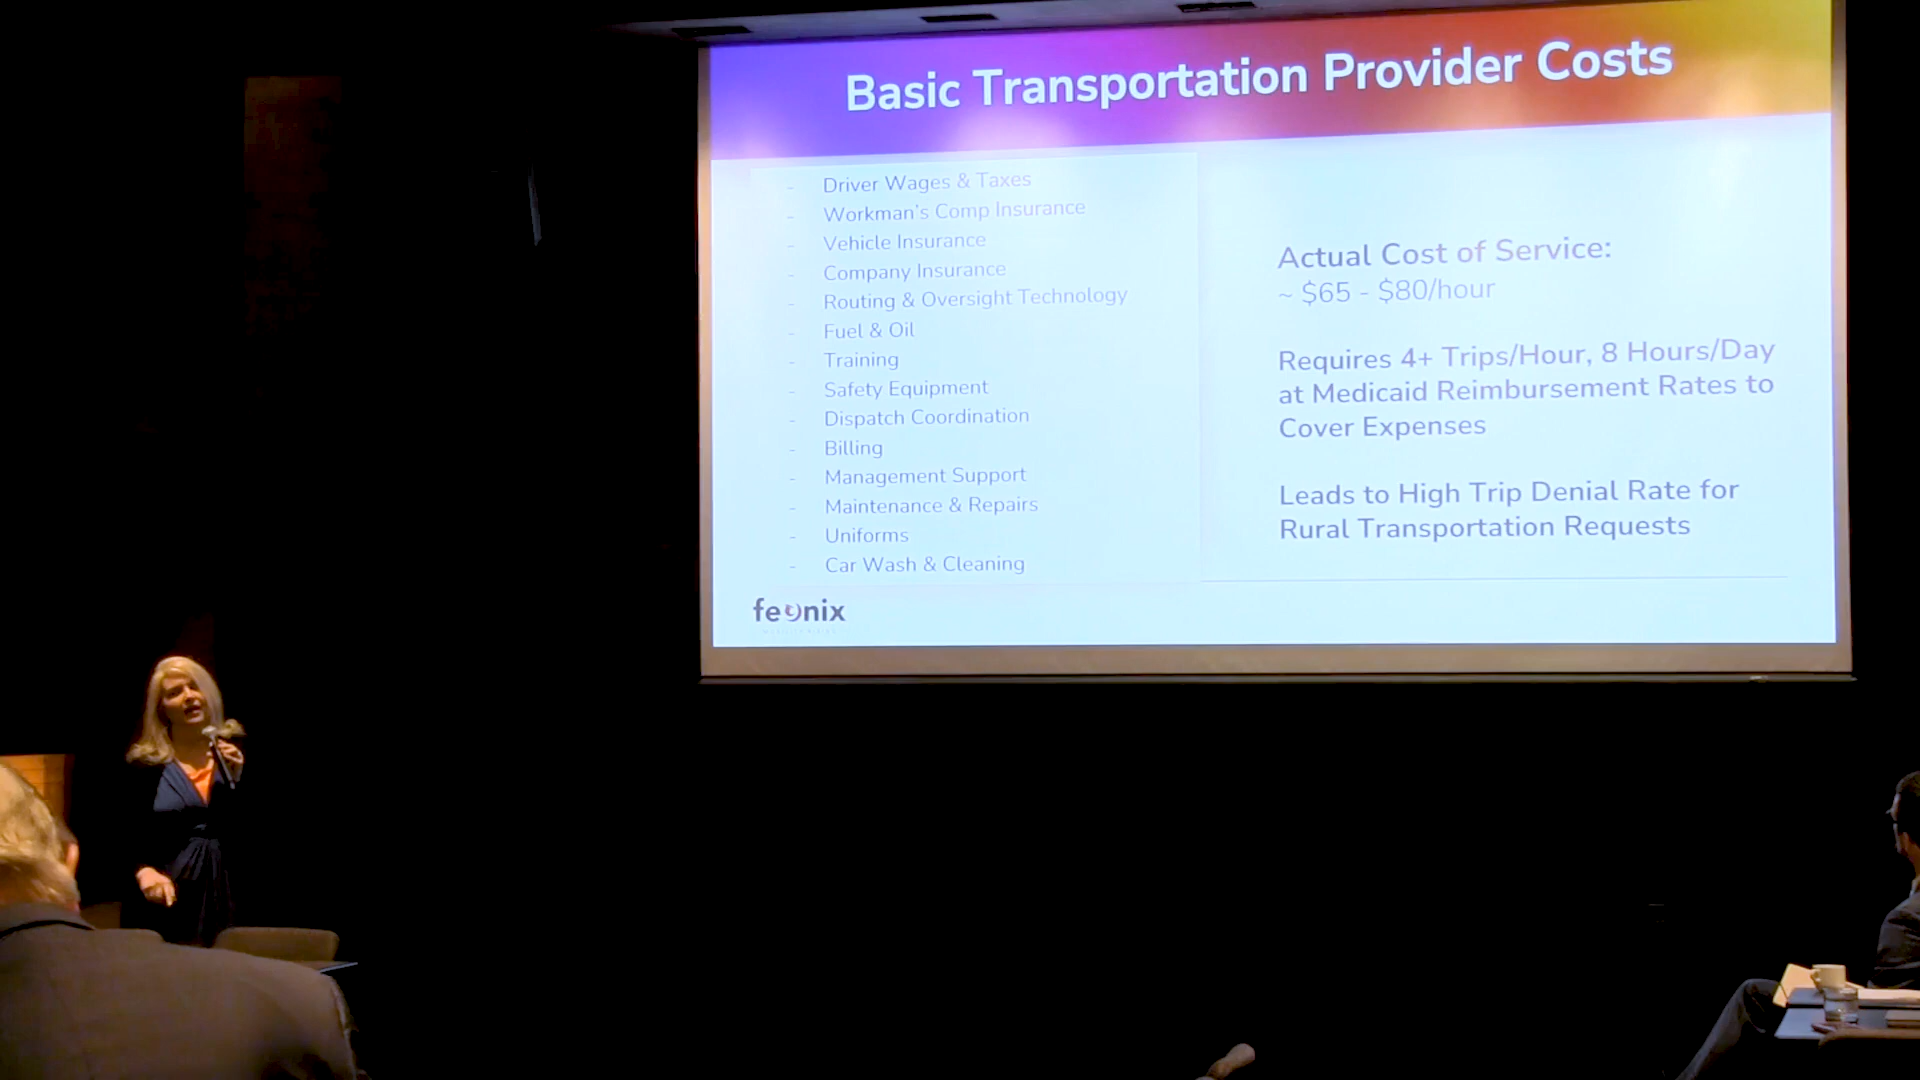 Basic Transportation Provider Costs
- Driver Wages & Taxes
- Workman's Comp Insurance
- Vehicle Insurance
- Company Insurance
- Routing & Oversight Technology
- Fuel & Oil
- Training
- Safety Equipment
- Dispatch Coordination
- Billing
- Management Support
- Maintenance & Repairs
- Uniforms
- Car Wash & Cleaning
Actual Cost of Service:
~ $65 - $80/hour
Requires 4+ Trips/Hour, 8 Hours/Day
at Medicaid Reimbursement Rates to
Cover Expenses
Leads to High Trip Denial Rate for
Rural Transportation Requests
feonix